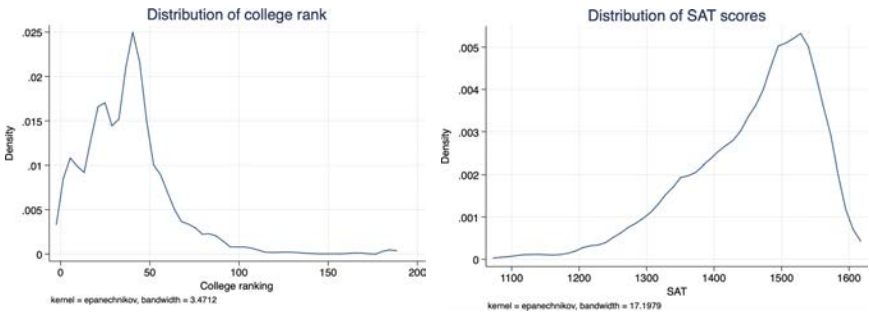 Distribution of college rank
.025
.02
.015
.01
.005
0
Density
0 50 100 150 200
College ranking
kernel = epanechnikov, bandwidth = 3.4712
Distribution of SAT scores
.005
.004
.003
.002
.001
0
Density
1100 1200 1300 1400 1500 1600
SAT
kernel = epanechnikov, bandwidth = 17.1979